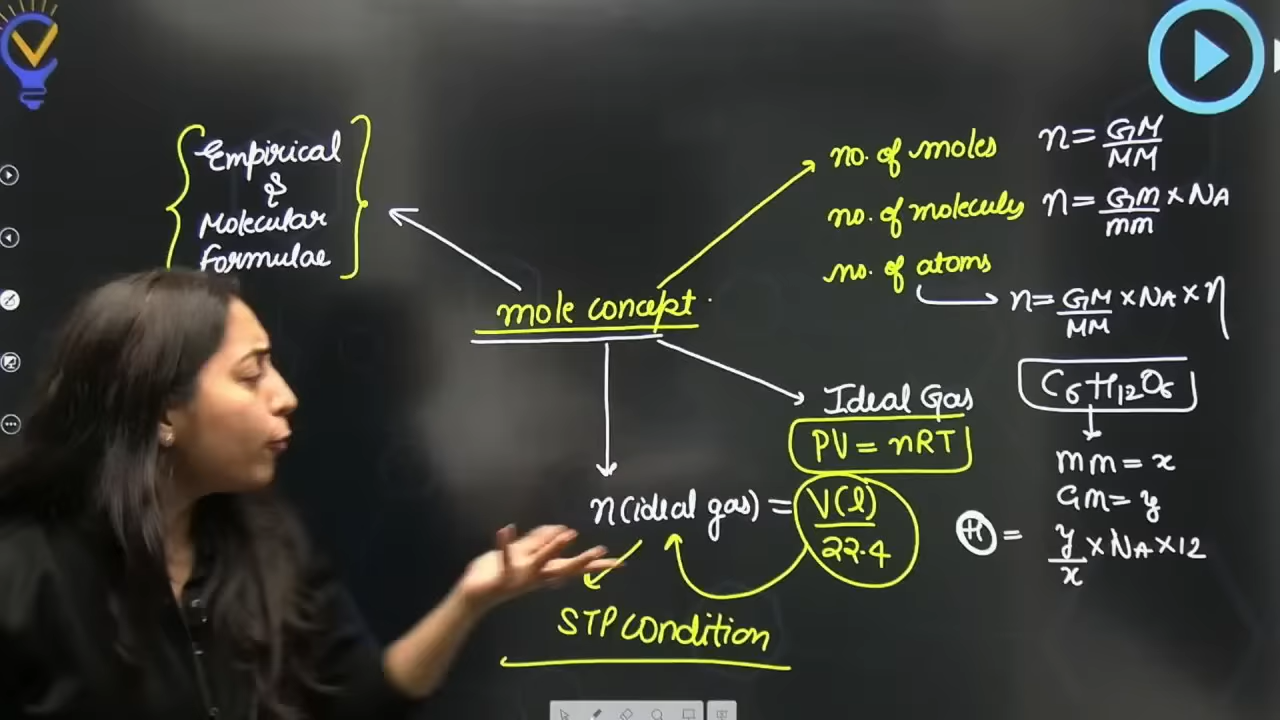 Empirical
&
Molecular
formulae
mole concept
no. of moles n = GM/MM
no. of molecules n = GM/MM × NA
no. of atoms
n = GM/MM × NA × η
Ideal Gas
PV = nRT
n(ideal gas) = V(l)/22.4
STP condition
C6H12O6
MM = x
GM = y
H = y/x × NA × 12